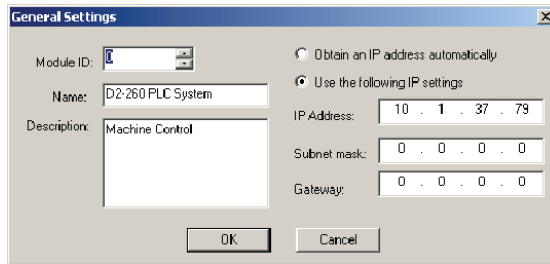 General Settings
Module ID: 0
Name: D2-260 PLC System
Description: Machine Control
Obtain an IP address automatically
Use the following IP settings
IP Address: 10 . 1 . 37 . 79
Subnet mask: 0 . 0 . 0 . 0
Gateway: 0 . 0 . 0 . 0
OK
Cancel